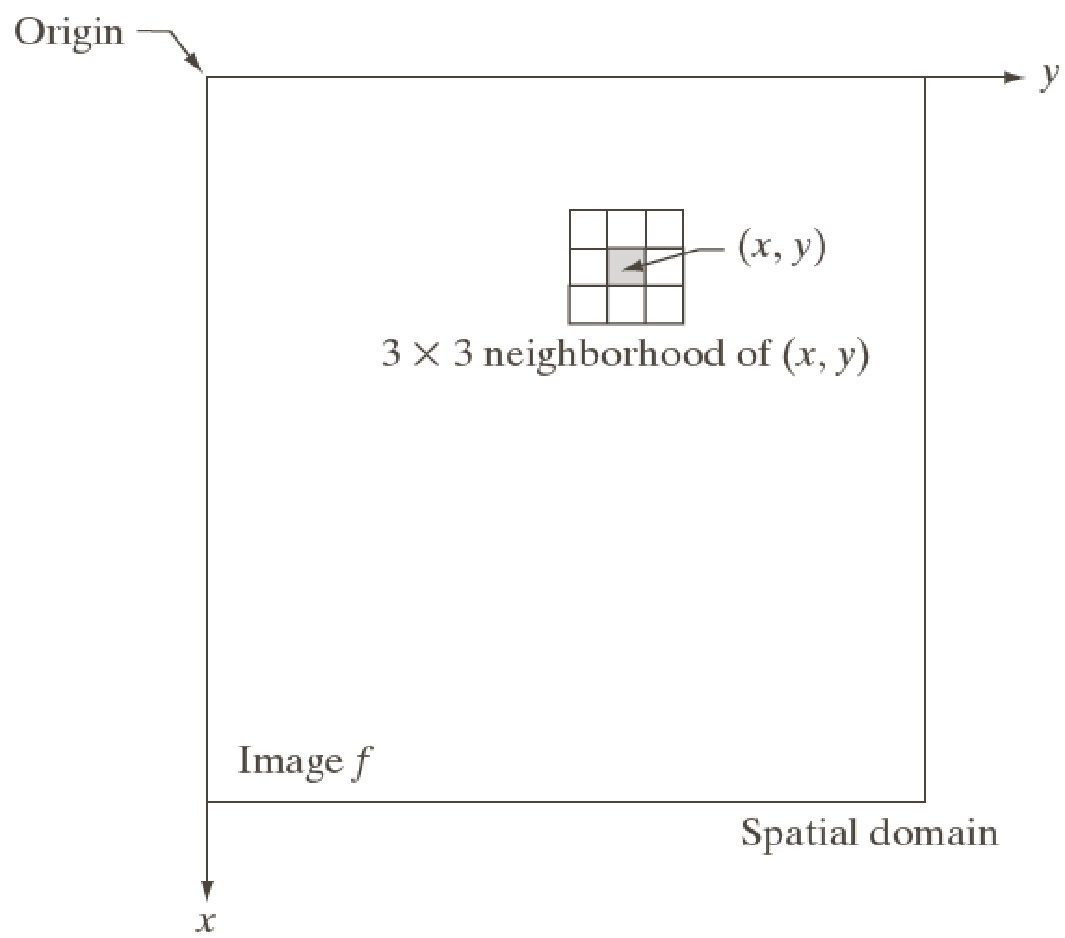 Origin
y
(x, y)
3 × 3 neighborhood of (x, y)
Image f
Spatial domain
x